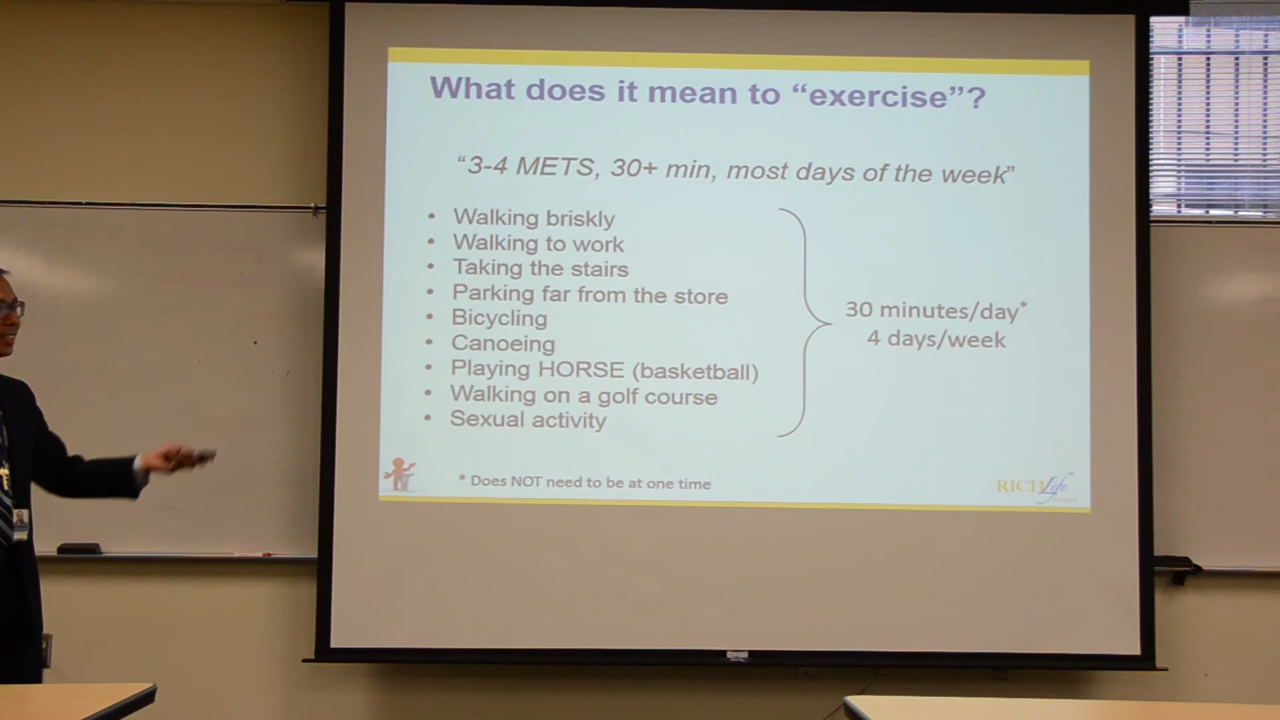 What does it mean to “exercise”?
“3-4 METS, 30+ min, most days of the week”
• Walking briskly
• Walking to work
• Taking the stairs
• Parking far from the store
• Bicycling
• Canoeing
• Playing HORSE (basketball)
• Walking on a golf course
• Sexual activity
30 minutes/day*
4 days/week
* Does NOT need to be at one time
RICHLife